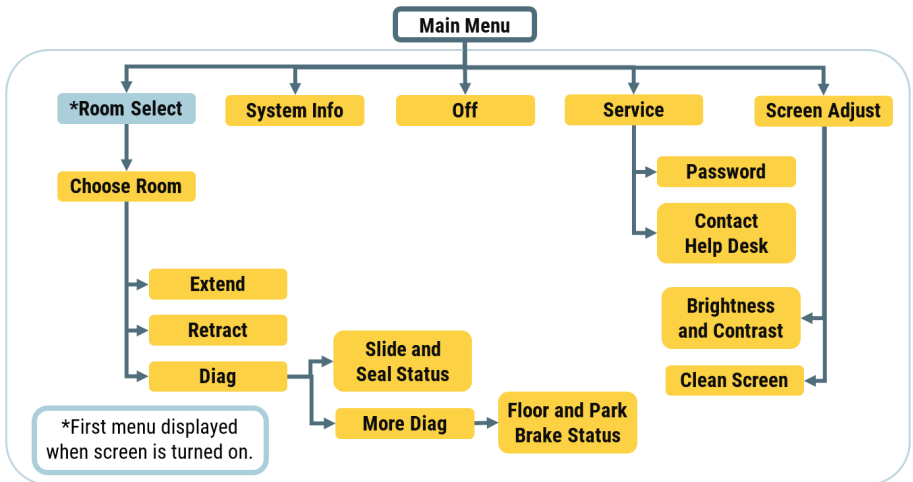 Main Menu
*Room Select
System Info
Off
Service
Screen Adjust
Choose Room
Password
Contact
Help Desk
Extend
Retract
Diag
Brightness
and Contrast
Clean Screen
Slide and
Seal Status
More Diag
Floor and Park
Brake Status
*First menu displayed
when screen is turned on.